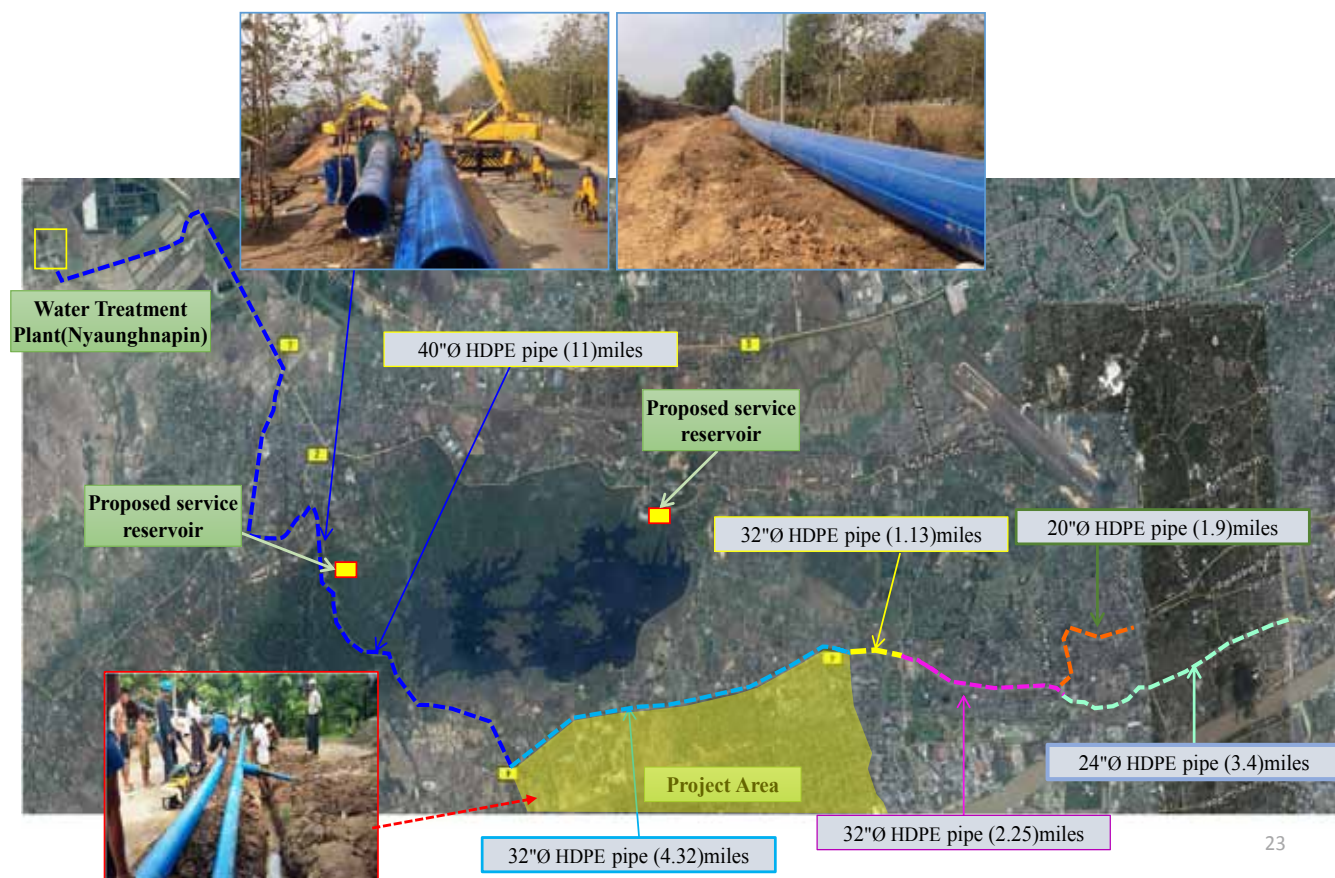 Water Treatment
Plant(Nyaunghnapin)
40"Ø HDPE pipe (11)miles
Proposed service
reservoir
Proposed service
reservoir
32"Ø HDPE pipe (1.13)miles
20"Ø HDPE pipe (1.9)miles
24"Ø HDPE pipe (3.4)miles
Project Area
32"Ø HDPE pipe (2.25)miles
32"Ø HDPE pipe (4.32)miles
23